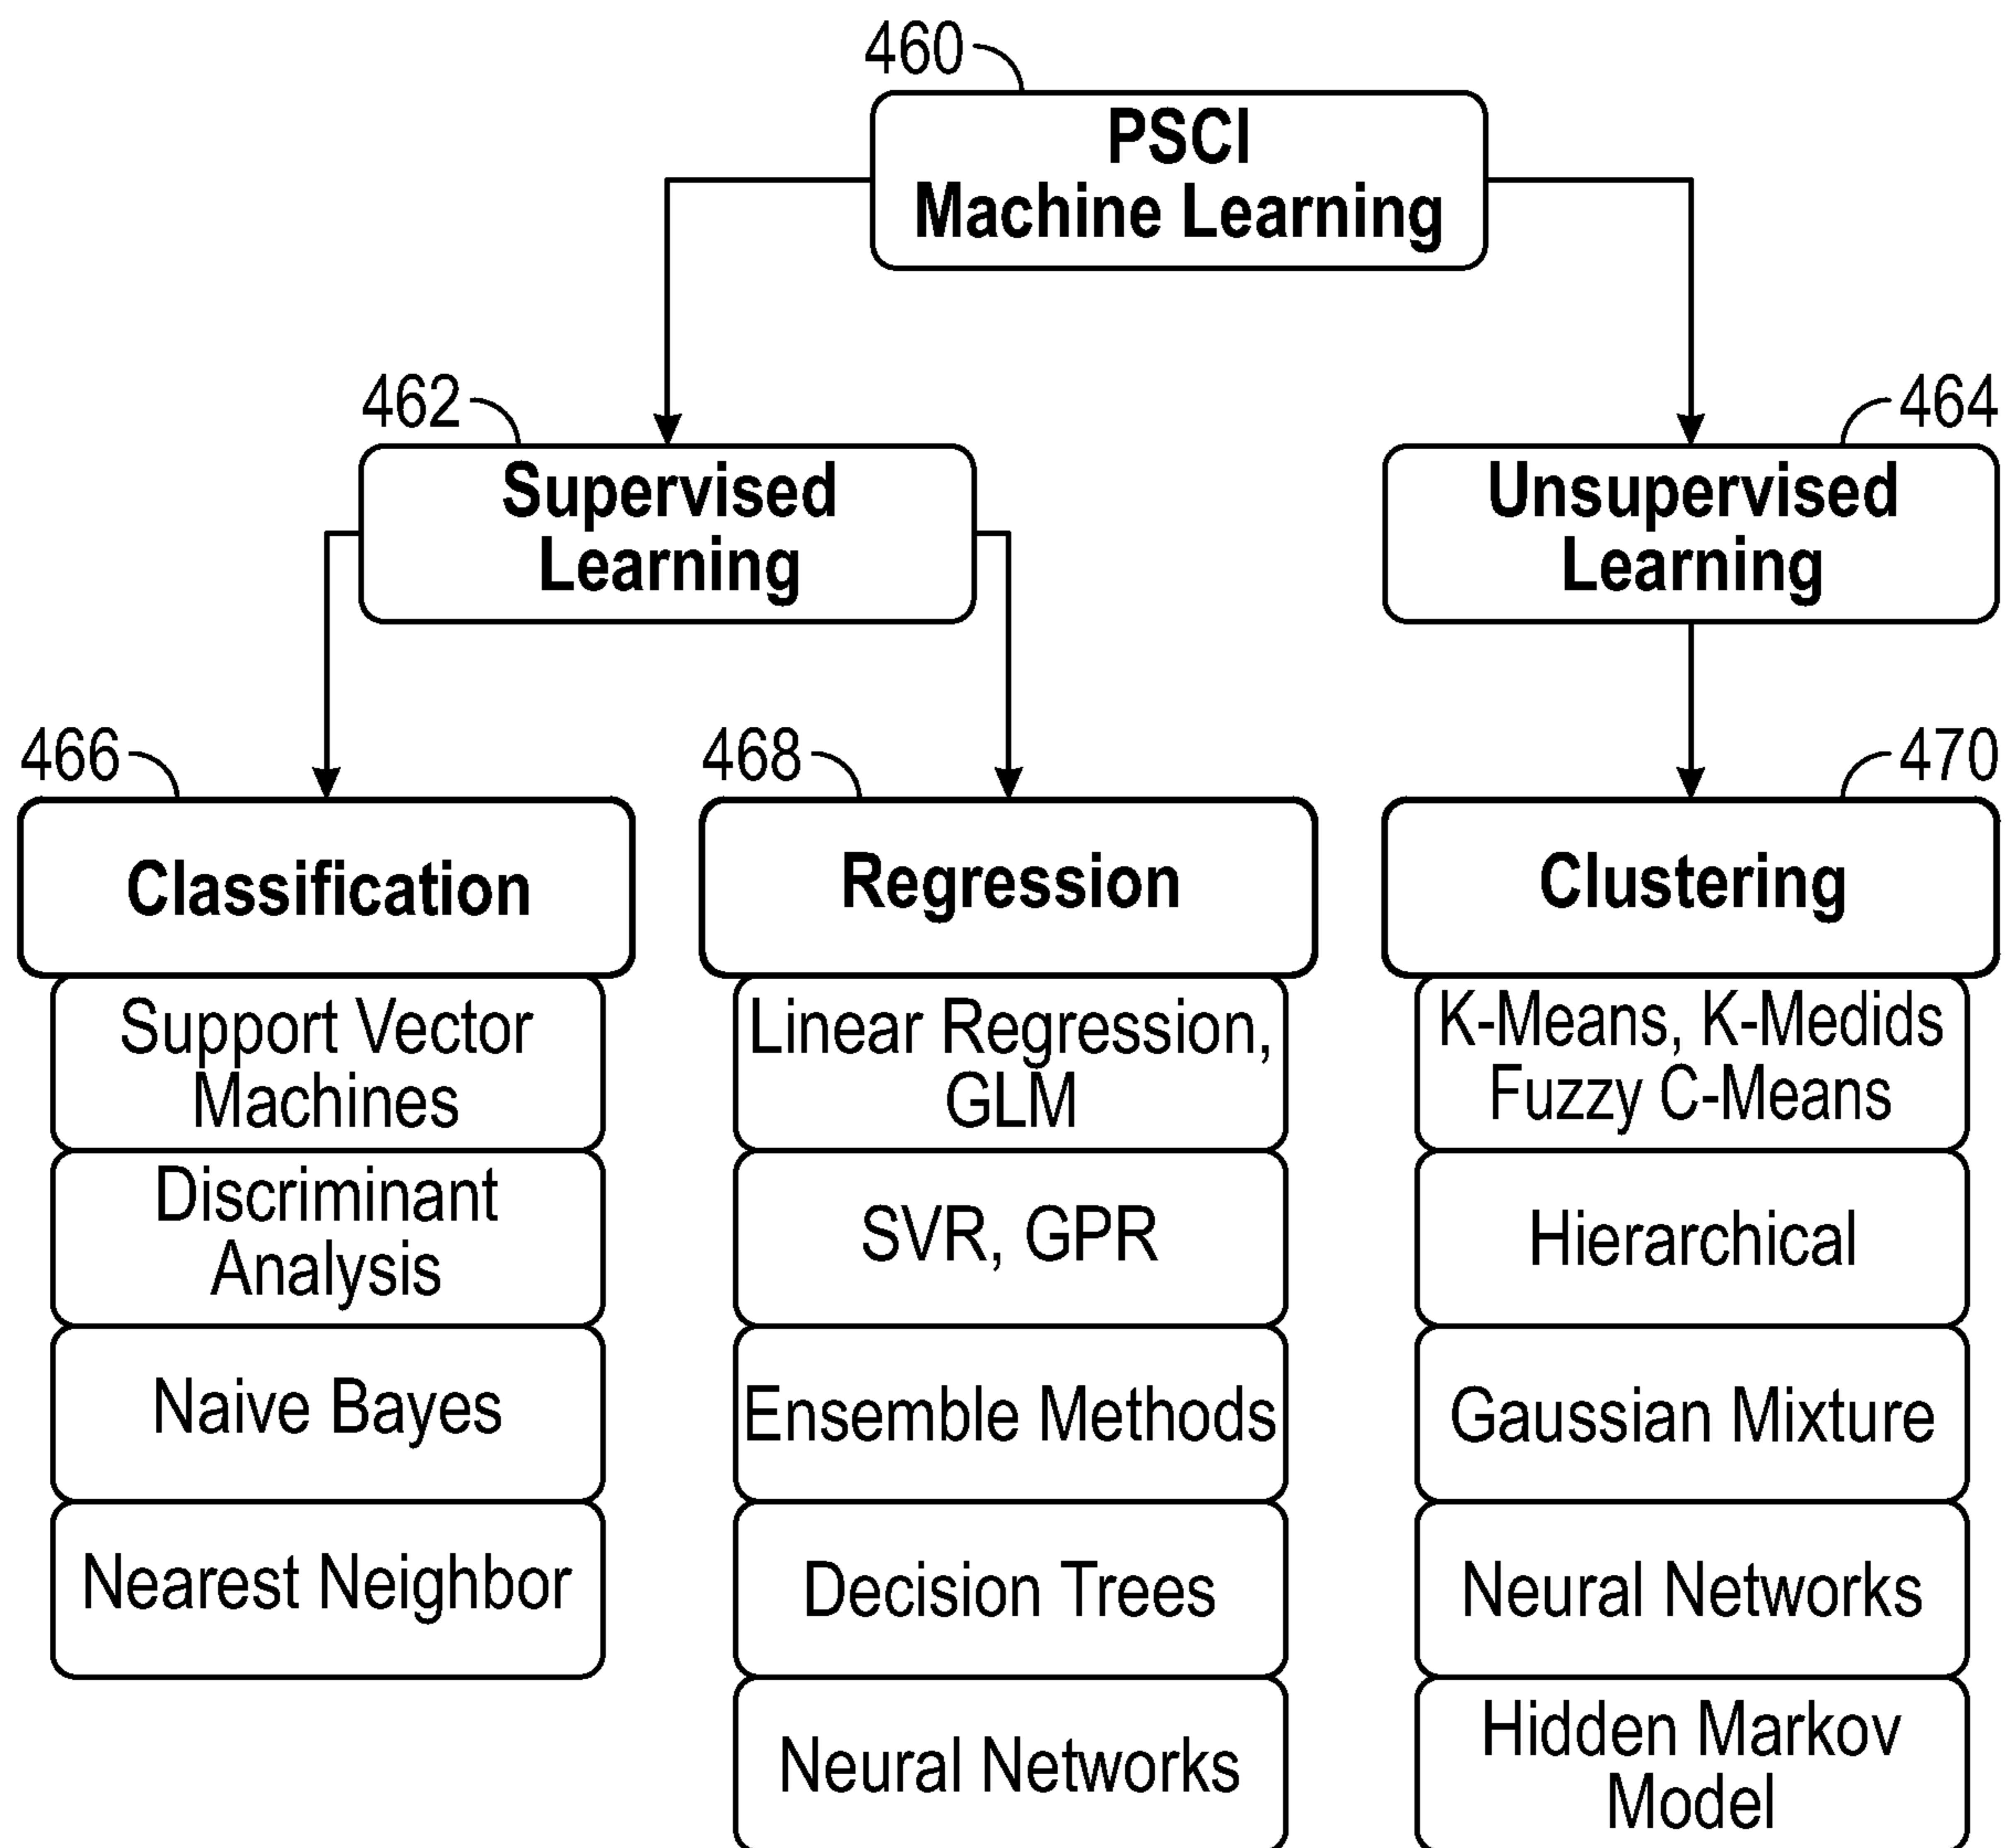 460
PSCI
Machine Learning
462
Supervised
Learning
464
Unsupervised
Learning
466
Classification
Support Vector
Machines
Discriminant
Analysis
Naive Bayes
Nearest Neighbor
468
Regression
Linear Regression,
GLM
SVR, GPR
Ensemble Methods
Decision Trees
Neural Networks
470
Clustering
K-Means, K-Medids
Fuzzy C-Means
Hierarchical
Gaussian Mixture
Neural Networks
Hidden Markov
Model